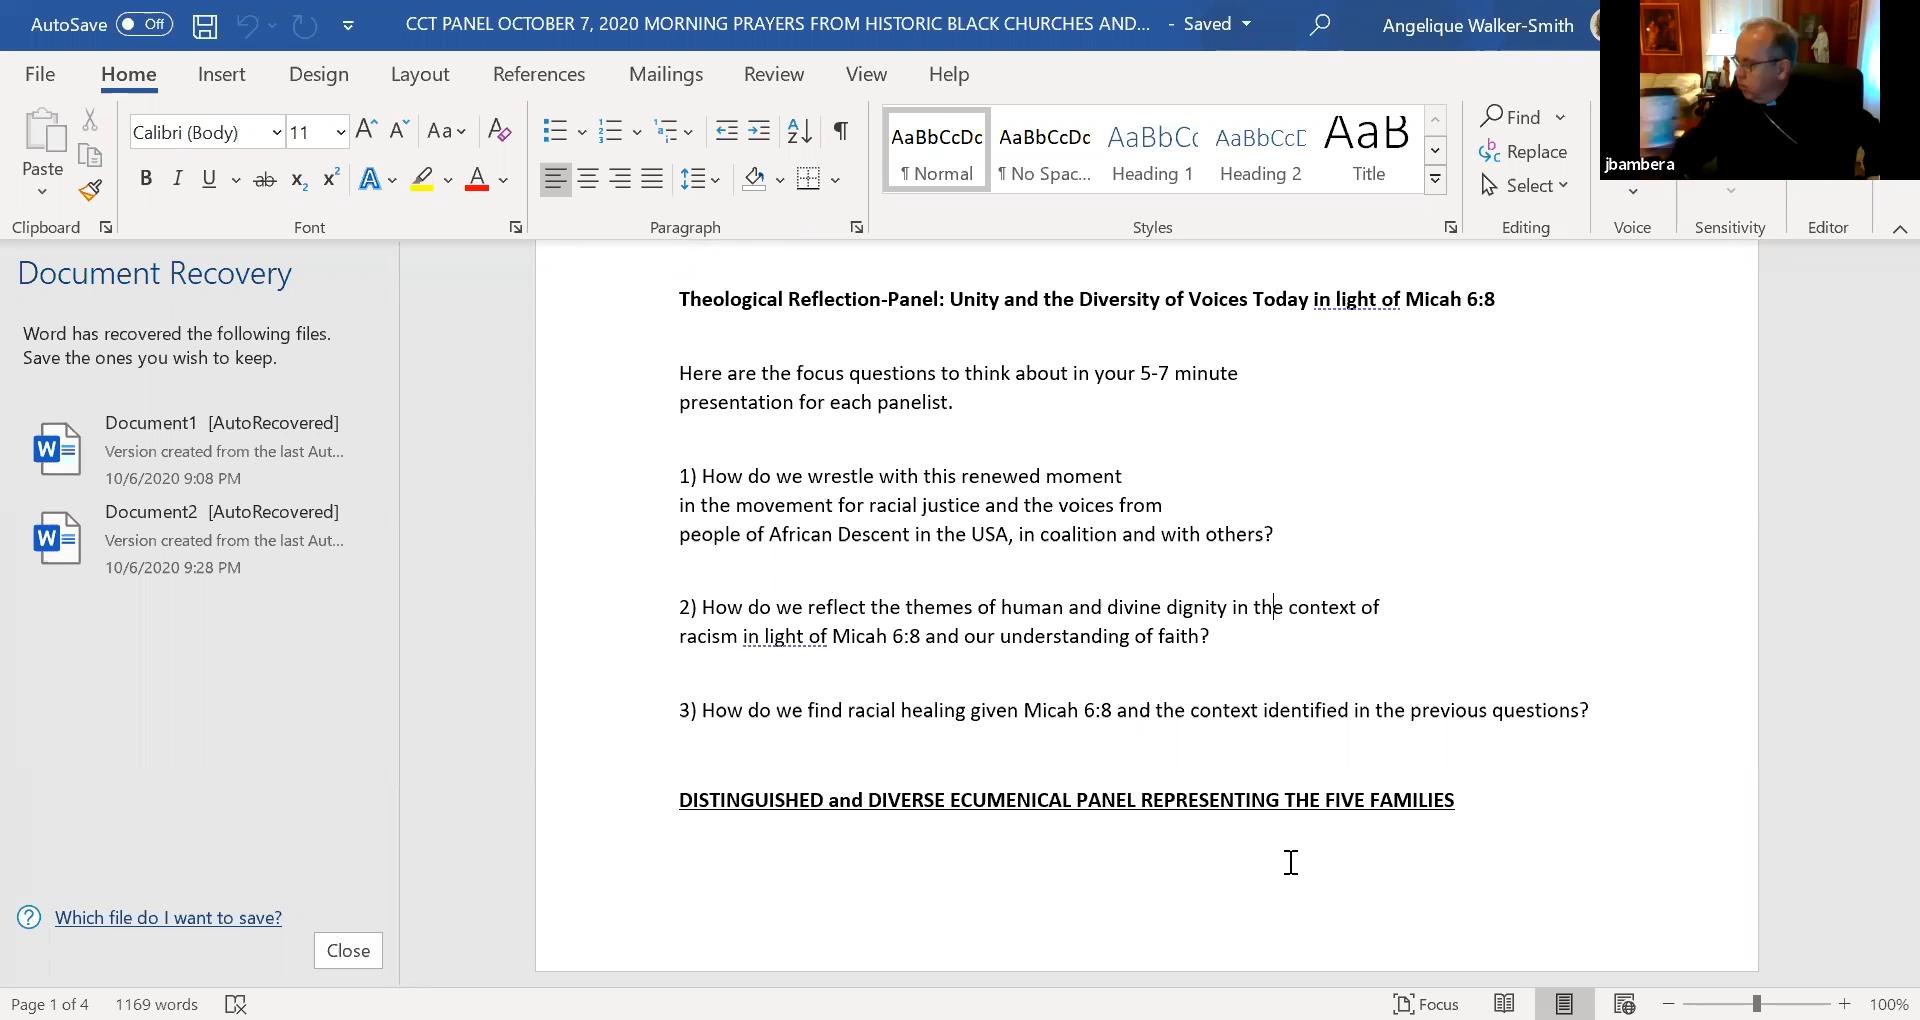 AutoSave Off CCT PANEL OCTOBER 7, 2020 MORNING PRAYERS FROM HISTORIC BLACK CHURCHES AND... - Saved Angelique Walker-Smith
File Home Insert Design Layout References Mailings Review View Help
jbambera
Paste
Calibri (Body) 11 Aa
AaBbCcDc AaBbCcDc AaBbCc AaBbCcD AaB
¶ Normal ¶ No Spac... Heading 1 Heading 2 Title
Find
Replace
Select
Clipboard Font Paragraph Styles Editing Voice Sensitivity Editor
Document Recovery
Word has recovered the following files.
Save the ones you wish to keep.
Document1 [AutoRecovered]
Version created from the last Aut...
10/6/2020 9:08 PM
Document2 [AutoRecovered]
Version created from the last Aut...
10/6/2020 9:28 PM
Which file do I want to save?
Close
Theological Reflection-Panel: Unity and the Diversity of Voices Today in light of Micah 6:8
Here are the focus questions to think about in your 5-7 minute
presentation for each panelist.
1) How do we wrestle with this renewed moment
in the movement for racial justice and the voices from
people of African Descent in the USA, in coalition and with others?
2) How do we reflect the themes of human and divine dignity in the context of
racism in light of Micah 6:8 and our understanding of faith?
3) How do we find racial healing given Micah 6:8 and the context identified in the previous questions?
DISTINGUISHED and DIVERSE ECUMENICAL PANEL REPRESENTING THE FIVE FAMILIES
Page 1 of 4 1169 words Focus 100%